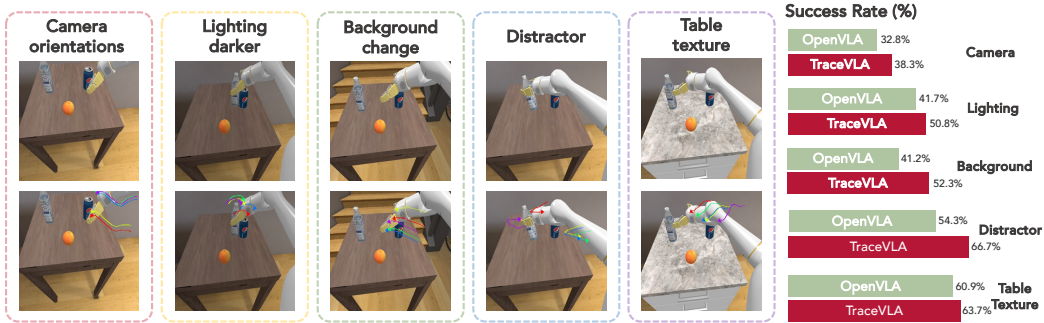 Camera
orientations
Lighting
darker
Background
change
Distractor
Table
texture
Success Rate (%)
OpenVLA 32.8%
TraceVLA 38.3%
Camera
OpenVLA 41.7%
TraceVLA 50.8%
Lighting
OpenVLA 41.2%
TraceVLA 52.3%
Background
OpenVLA 54.3%
TraceVLA 66.7%
Distractor
OpenVLA 60.9%
TraceVLA 63.7%
Table
Texture